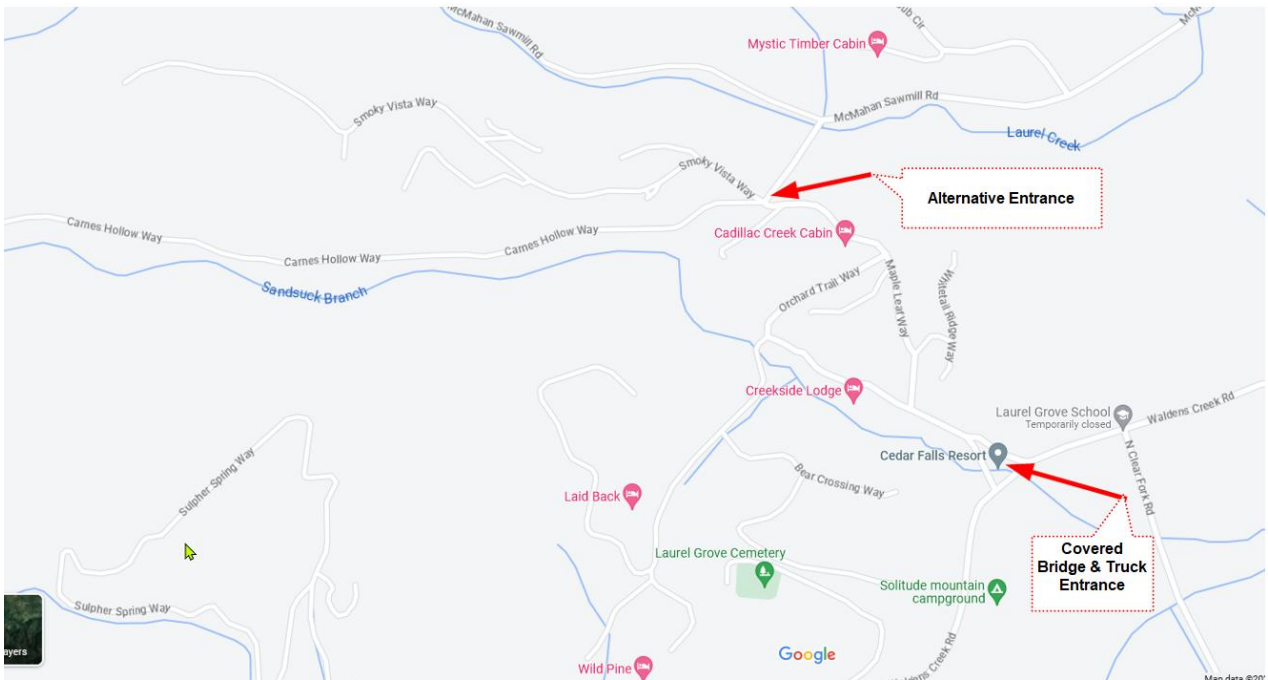 McMahan Sawmill Rd
Mystic Timber Cabin
McMahan Sawmill Rd
Smoky Vista Way
Laurel Creek
Smoky Vista Way
Alternative Entrance
Carnes Hollow Way
Cadillac Creek Cabin
Carnes Hollow Way
Carnes Hollow Way
Sandsuck Branch
Orchard Trail Way
Maple Leaf Way
Whitetail Ridge Way
Creekside Lodge
Laurel Grove School
Temporarily closed
Waldens Creek Rd
Cedar Falls Resort
N Clear Fork Rd
Sulpher Spring Way
Bear Crossing Way
Laid Back
Covered
Bridge & Truck
Entrance
Laurel Grove Cemetery
Solitude mountain
campground
Sulpher Spring Way
ayers
Google
Wild Pine
Creek Rd
Map data ©20